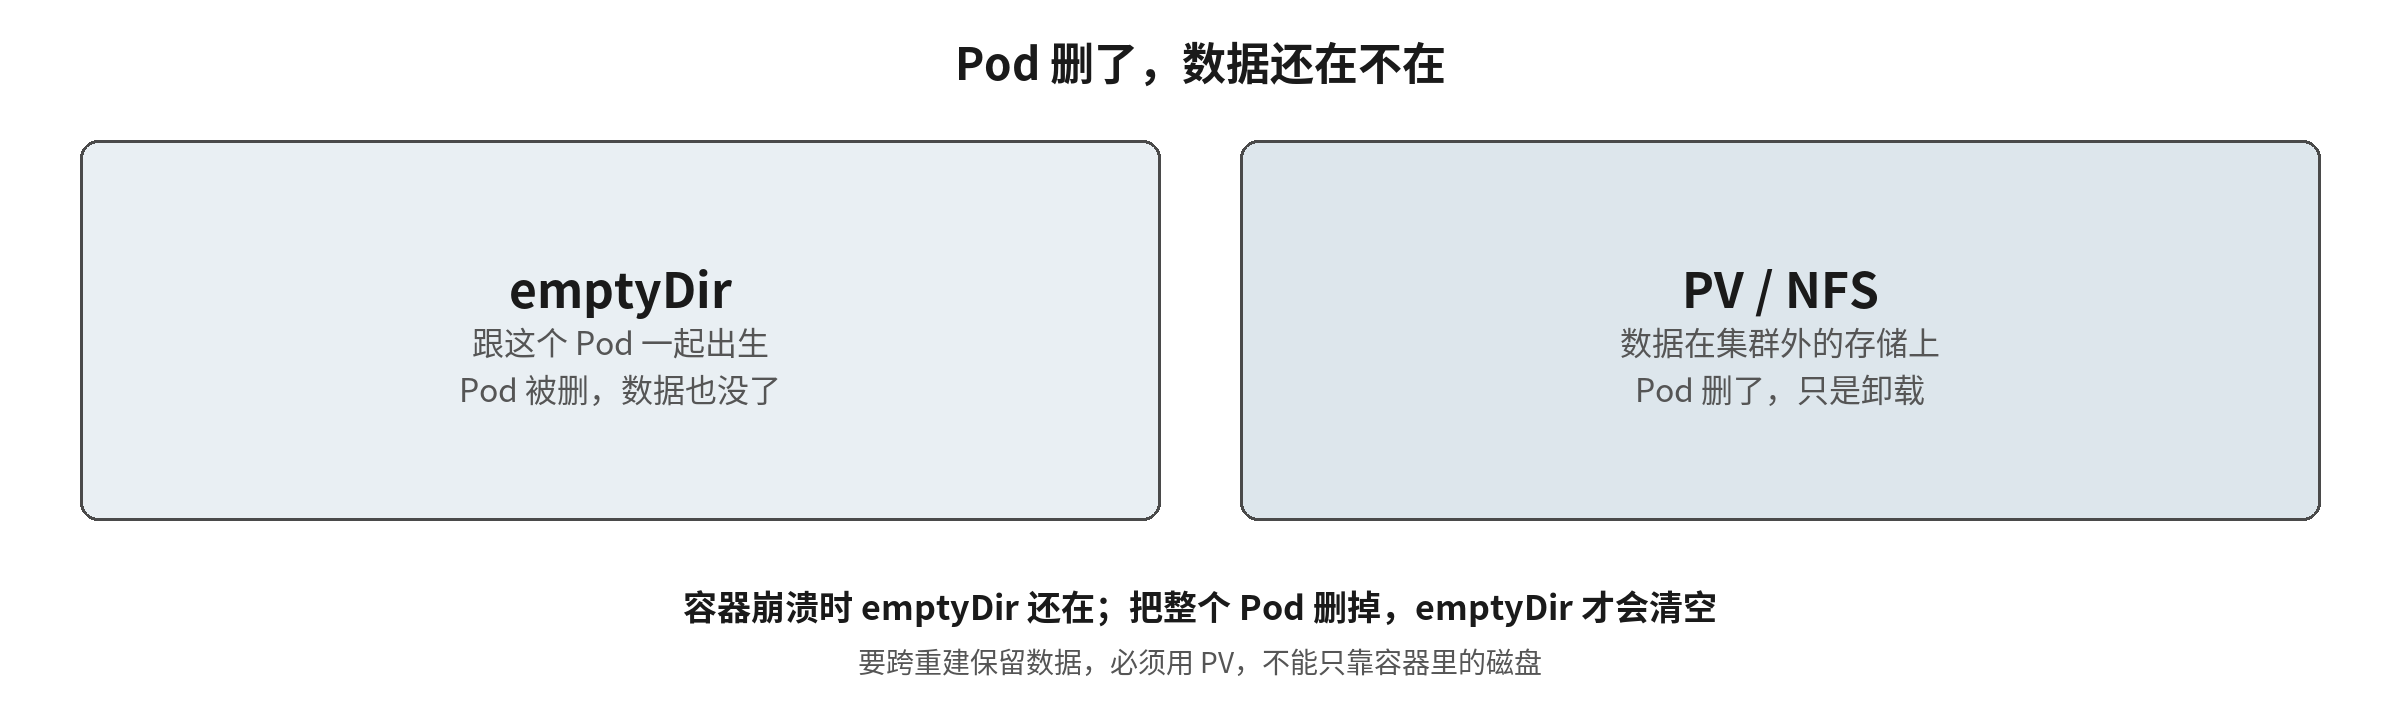 Pod 删了，数据还在不在
emptyDir
跟这个 Pod 一起出生
Pod 被删，数据也没了
PV / NFS
数据在集群外的存储上
Pod 删了，只是卸载
容器崩溃时 emptyDir 还在；把整个 Pod 删掉，emptyDir 才会清空
要跨重建保留数据，必须用 PV，不能只靠容器里的磁盘